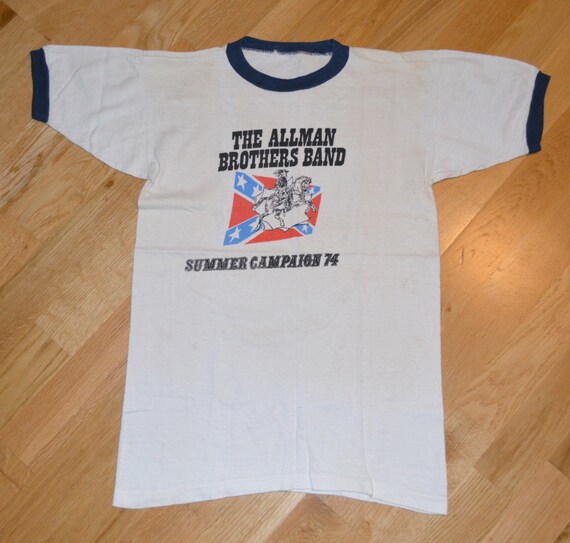 THE ALLMAN
BROTHERS BAND
SUMMER CAMPAIGN 74